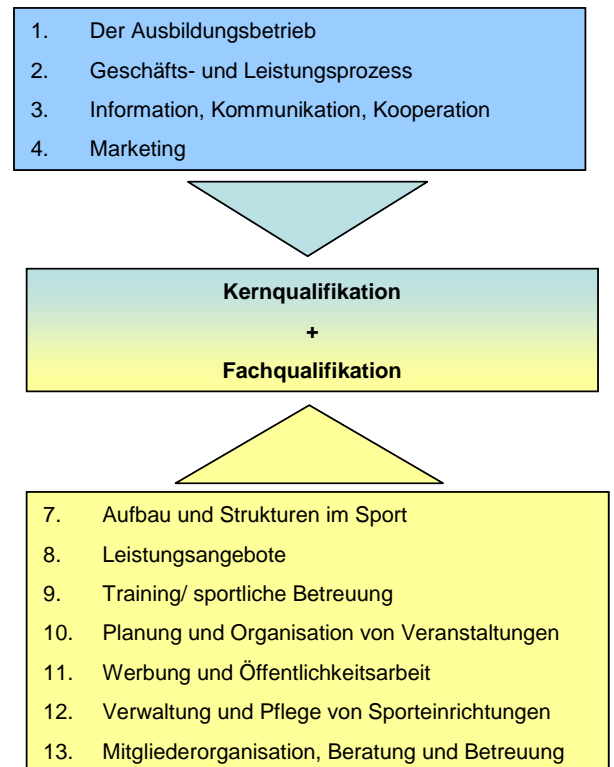 1. Der Ausbildungsbetrieb
2. Geschäfts- und Leistungsprozess
3. Information, Kommunikation, Kooperation
4. Marketing
Kernqualifikation
+
Fachqualifikation
7. Aufbau und Strukturen im Sport
8. Leistungsangebote
9. Training/ sportliche Betreuung
10. Planung und Organisation von Veranstaltungen
11. Werbung und Öffentlichkeitsarbeit
12. Verwaltung und Pflege von Sporteinrichtungen
13. Mitgliederorganisation, Beratung und Betreuung